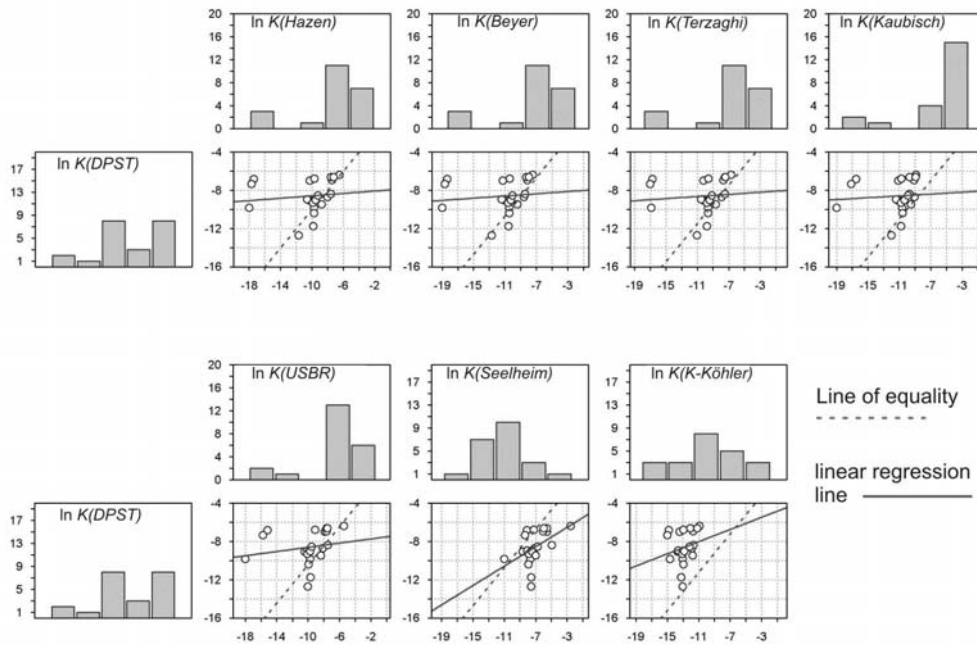 ln K(Hazen) ln K(Beyer) ln K(Terzaghi) ln K(Kaubisch)
20 20 20 20
16 16 16 16
12 12 12 12
8 8 8 8
4 4 4 4
0 0 0 0
ln K(DPST)
17
13
9
5
1
-4 -4 -4 -4
-8 -8 -8 -8
-12 -12 -12 -12
-16 -16 -16 -16
-18 -14 -10 -6 -2 -19 -15 -11 -7 -3 -19 -15 -11 -7 -3 -19 -15 -11 -7 -3
ln K(USBR) ln K(Seelheim) ln K(K-Köhler)
20
16 17 17
12 13 13
8 9 9
4 5 5
0 1 1
Line of equality
linear regression
line
ln K(DPST)
17
13
9
5
1
-4 -4 -4
-8 -8 -8
-12 -12 -12
-16 -16 -16
-18 -14 -10 -6 -2 -19 -15 -11 -7 -3 -19 -15 -11 -7 -3